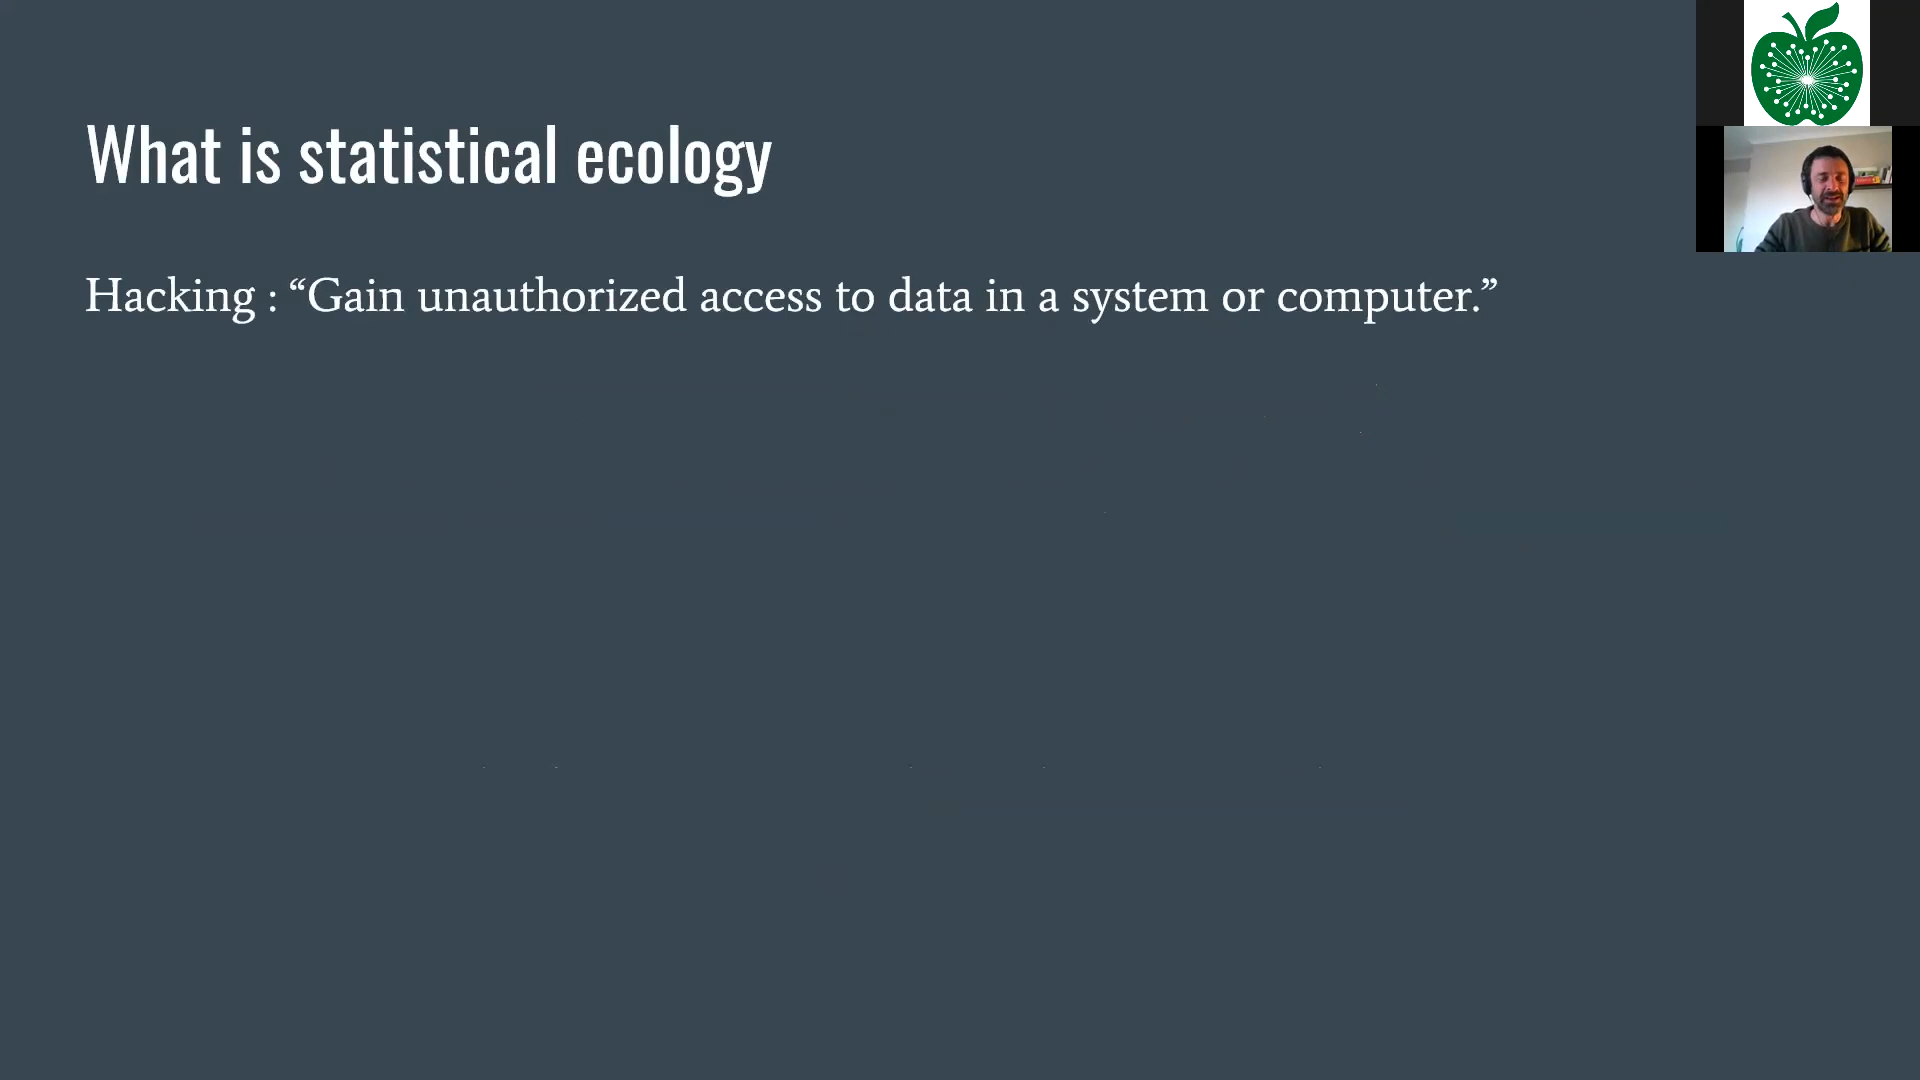 What is statistical ecology
Hacking : “Gain unauthorized access to data in a system or computer.”